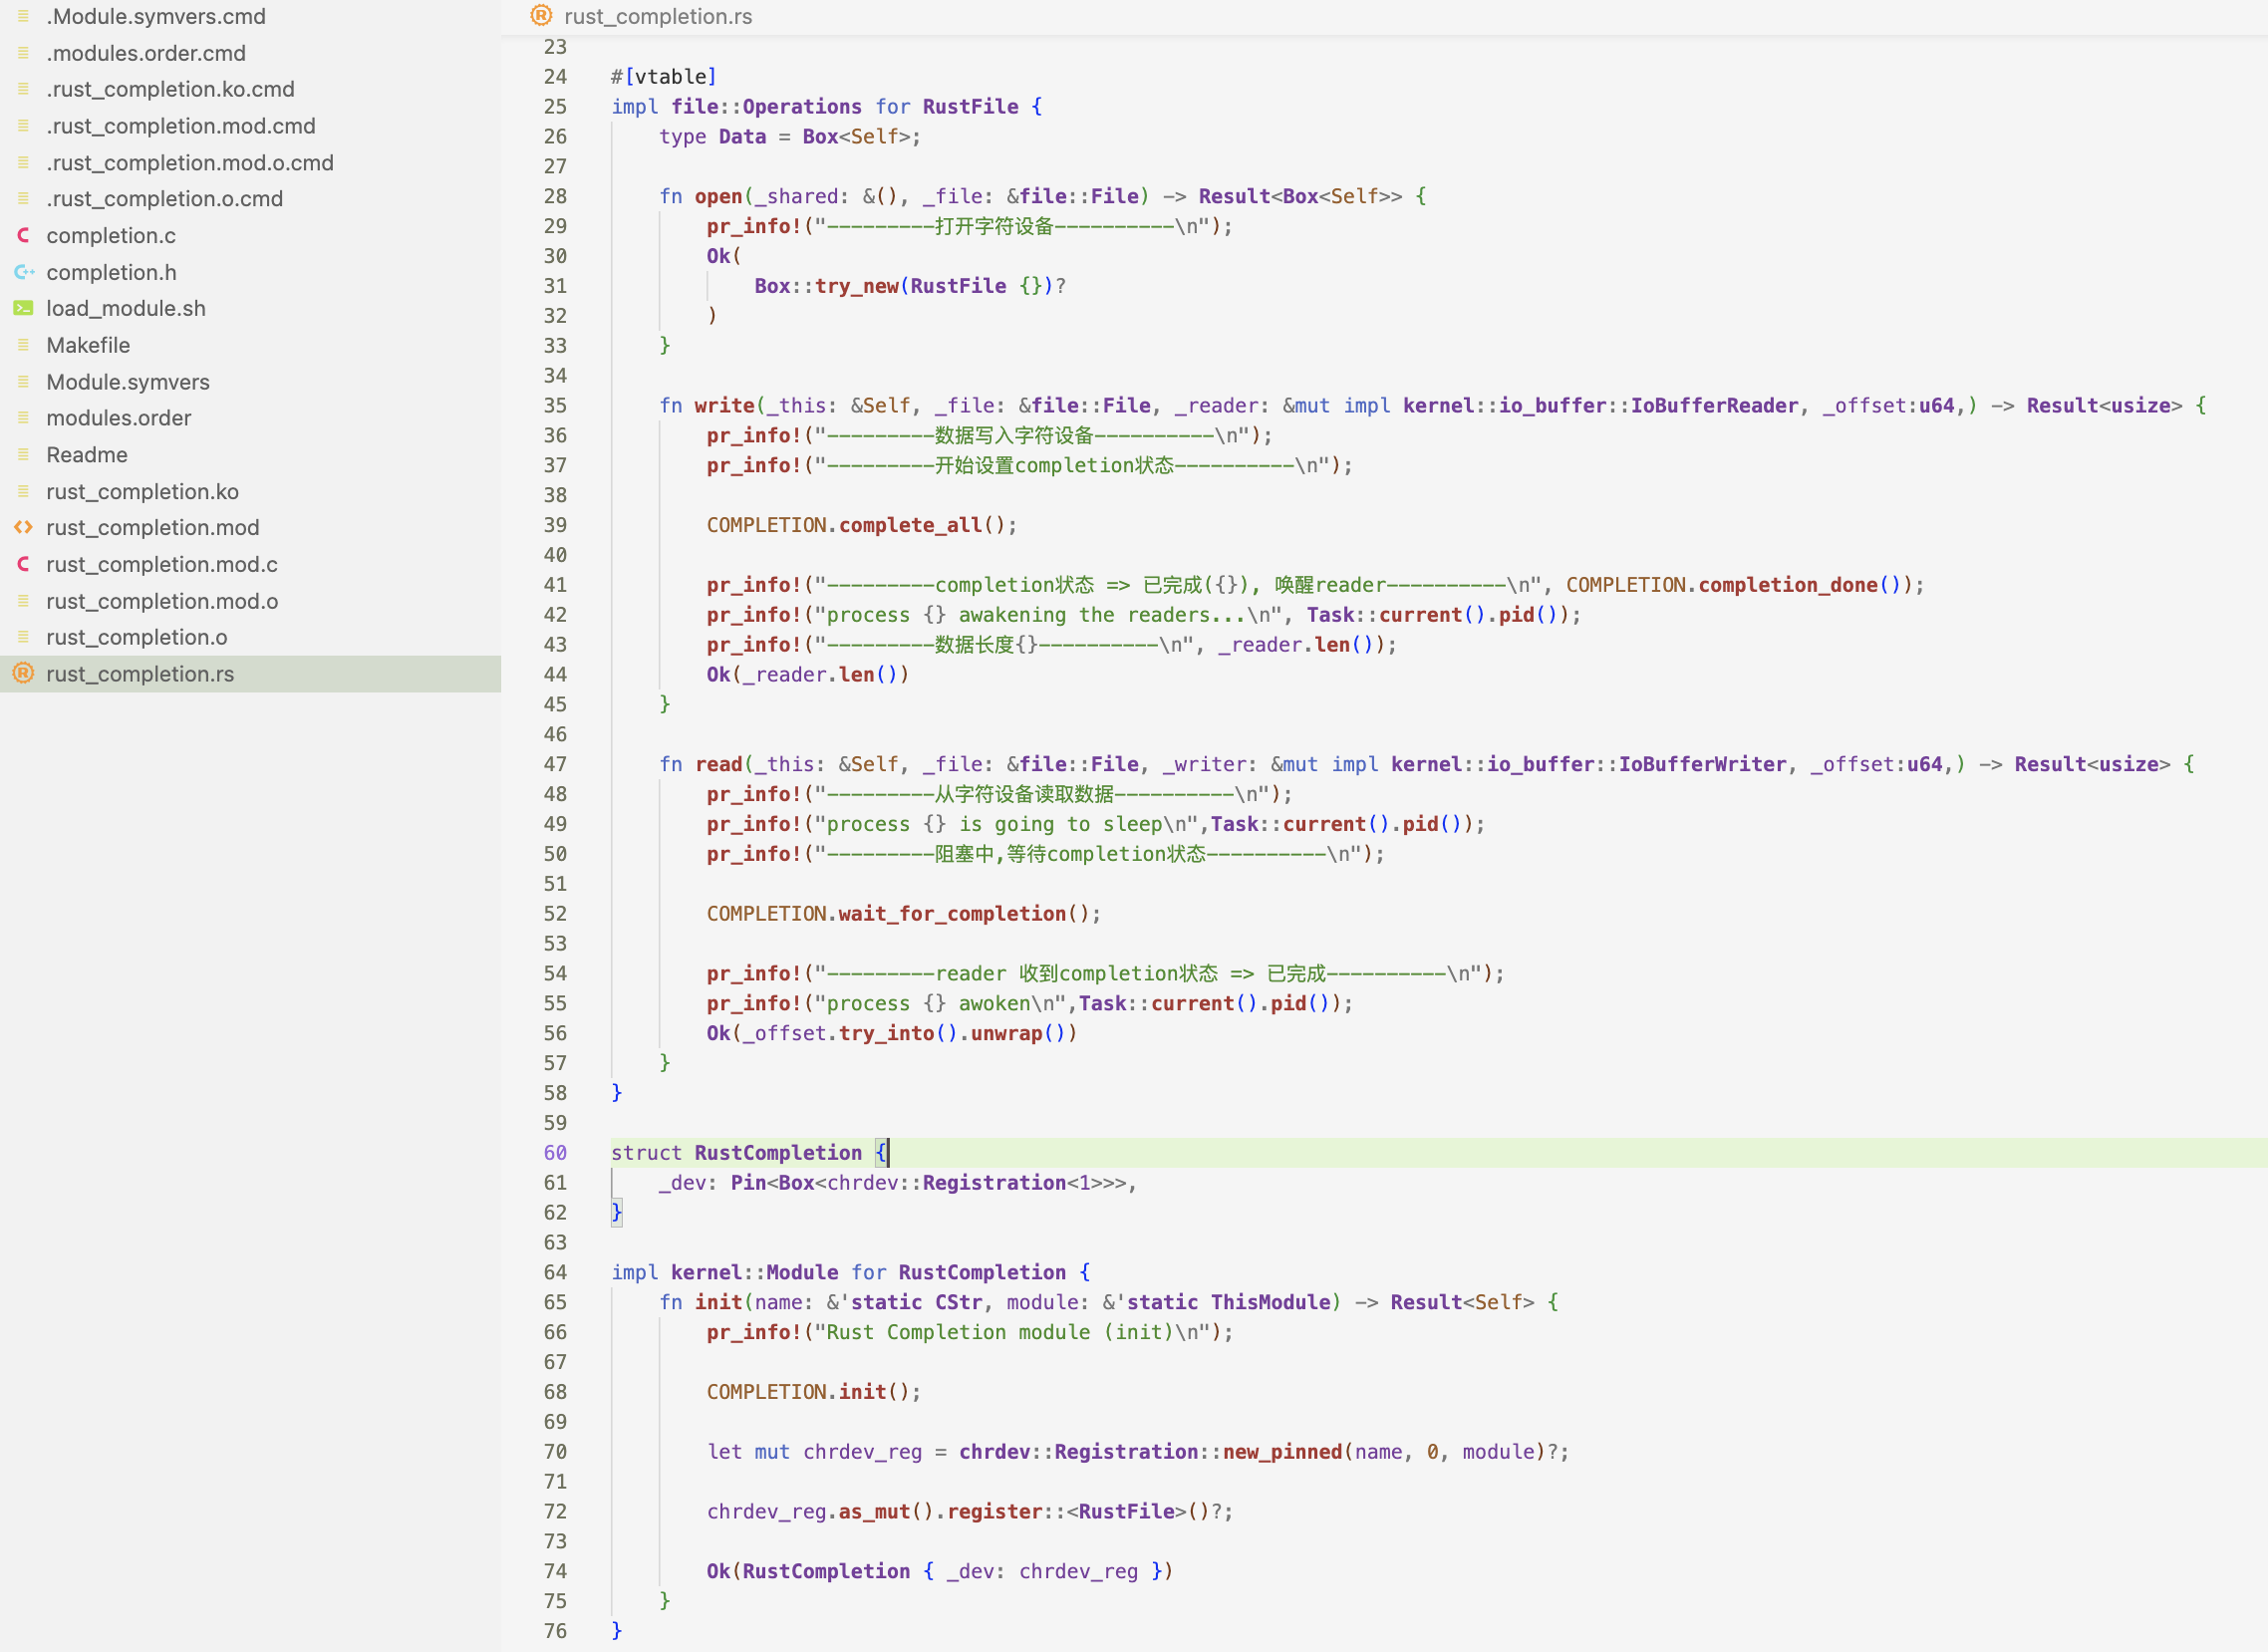 .Module.symvers.cmd
.modules.order.cmd
.rust_completion.ko.cmd
.rust_completion.mod.cmd
.rust_completion.mod.o.cmd
.rust_completion.o.cmd
completion.c
completion.h
load_module.sh
Makefile
Module.symvers
modules.order
Readme
rust_completion.ko
rust_completion.mod
rust_completion.mod.c
rust_completion.mod.o
rust_completion.o
rust_completion.rs
rust_completion.rs
23
24 #[vtable]
25 impl file::Operations for RustFile {
26     type Data = Box<Self>;
27
28     fn open(_shared: &(), _file: &file::File) -> Result<Box<Self>> {
29         pr_info!("---------打开字符设备----------\n");
30         Ok(
31             Box::try_new(RustFile {})?
32         )
33     }
34
35     fn write(_this: &Self, _file: &file::File, _reader: &mut impl kernel::io_buffer::IoBufferReader, _offset:u64,) -> Result<usize> {
36         pr_info!("---------数据写入字符设备----------\n");
37         pr_info!("---------开始设置completion状态----------\n");
38
39         COMPLETION.complete_all();
40
41         pr_info!("---------completion状态 => 已完成({}), 唤醒reader----------\n", COMPLETION.completion_done());
42         pr_info!("process {} awakening the readers...\n", Task::current().pid());
43         pr_info!("---------数据长度{}----------\n", _reader.len());
44         Ok(_reader.len())
45     }
46
47     fn read(_this: &Self, _file: &file::File, _writer: &mut impl kernel::io_buffer::IoBufferWriter, _offset:u64,) -> Result<usize> {
48         pr_info!("---------从字符设备读取数据----------\n");
49         pr_info!("process {} is going to sleep\n",Task::current().pid());
50         pr_info!("---------阻塞中,等待completion状态----------\n");
51
52         COMPLETION.wait_for_completion();
53
54         pr_info!("---------reader 收到completion状态 => 已完成----------\n");
55         pr_info!("process {} awoken\n",Task::current().pid());
56         Ok(_offset.try_into().unwrap())
57     }
58 }
59
60 struct RustCompletion {
61     _dev: Pin<Box<chrdev::Registration<1>>>,
62 }
63
64 impl kernel::Module for RustCompletion {
65     fn init(name: &'static CStr, module: &'static ThisModule) -> Result<Self> {
66         pr_info!("Rust Completion module (init)\n");
67
68         COMPLETION.init();
69
70         let mut chrdev_reg = chrdev::Registration::new_pinned(name, 0, module)?;
71
72         chrdev_reg.as_mut().register::<RustFile>()?;
73
74         Ok(RustCompletion { _dev: chrdev_reg })
75     }
76 }